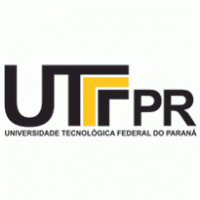 UTFPR
UNIVERSIDADE TECNOLÓGICA FEDERAL DO PARANÁ